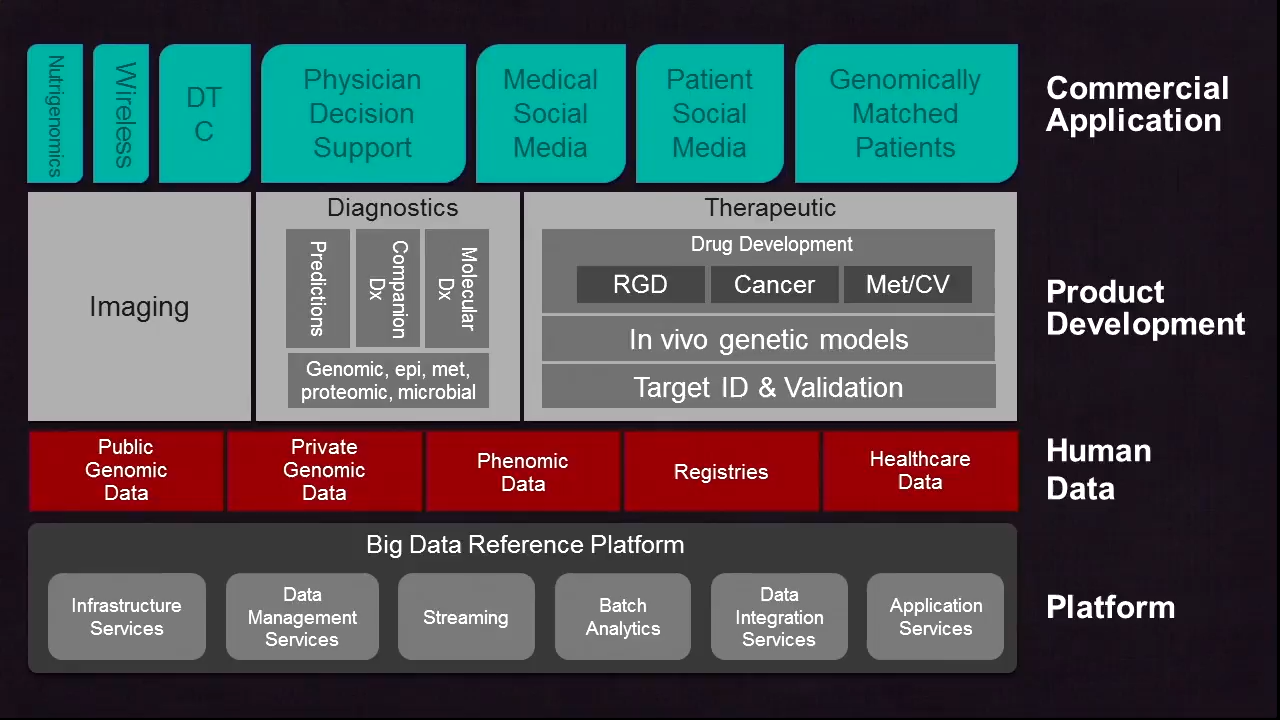 Nutrigenomics
Wireless
DT
C
Physician
Decision
Support
Medical
Social
Media
Patient
Social
Media
Genomically
Matched
Patients
Commercial
Application
Imaging
Diagnostics
Predictions
Companion
Dx
Molecular
Dx
Genomic, epi, met,
proteomic, microbial
Therapeutic
Drug Development
RGD
Cancer
Met/CV
In vivo genetic models
Target ID & Validation
Product
Development
Public
Genomic
Data
Private
Genomic
Data
Phenomic
Data
Registries
Healthcare
Data
Human
Data
Big Data Reference Platform
Infrastructure
Services
Data
Management
Services
Streaming
Batch
Analytics
Data
Integration
Services
Application
Services
Platform